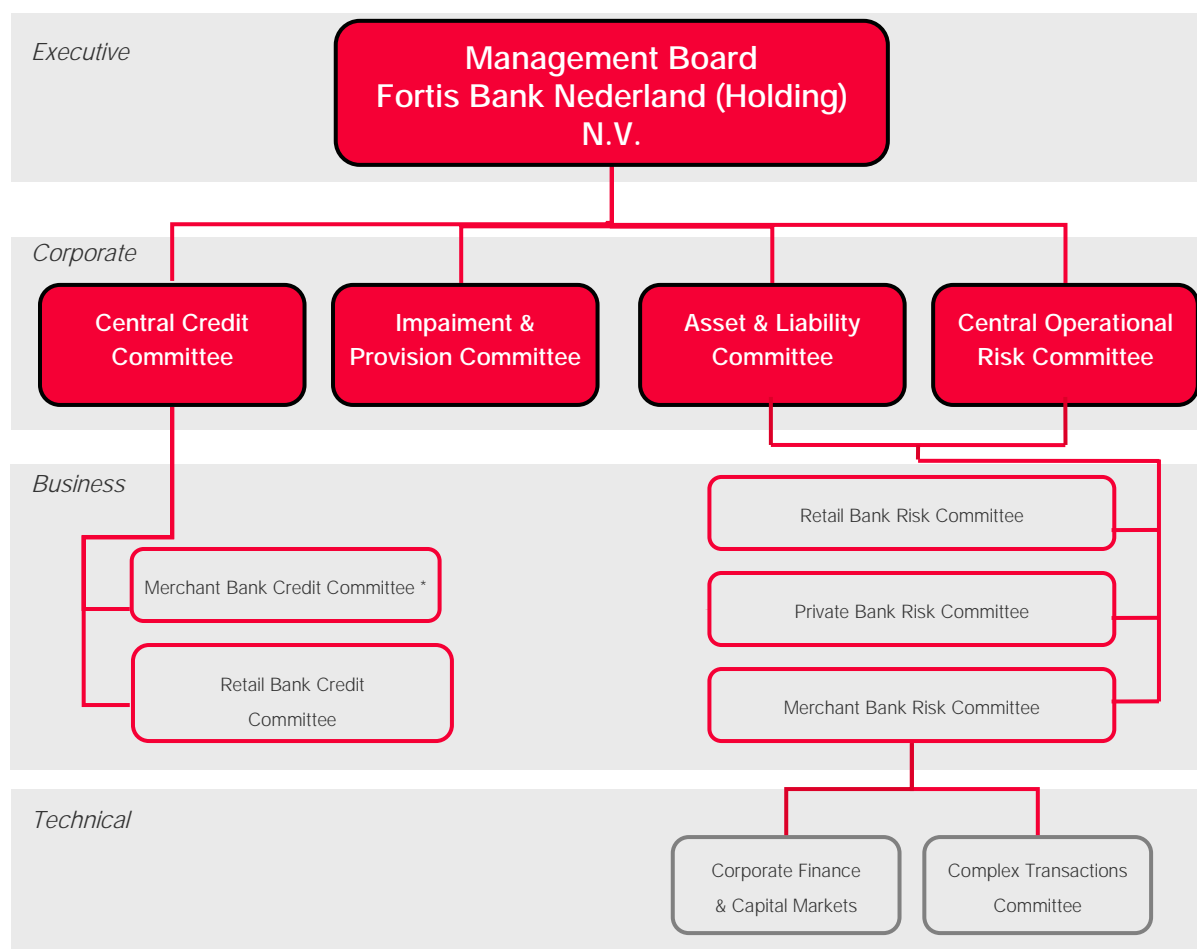 Executive
Management Board
Fortis Bank Nederland (Holding)
N.V.
Corporate
Central Credit
Committee
Impaiment &
Provision Committee
Asset & Liability
Committee
Central Operational
Risk Committee
Business
Retail Bank Risk Committee
Merchant Bank Credit Committee *
Private Bank Risk Committee
Retail Bank Credit
Committee
Merchant Bank Risk Committee
Technical
Corporate Finance
& Capital Markets
Complex Transactions
Committee